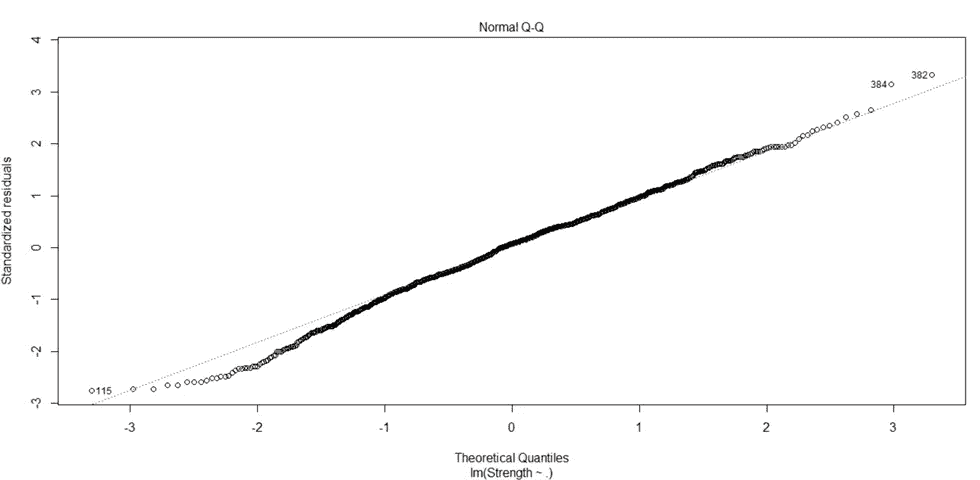 Normal Q-Q
4
3
2
1
0
-1
-2
-3
Standardized residuals
382
384
115
-3 -2 -1 0 1 2 3
Theoretical Quantiles
lm(Strength ~ .)